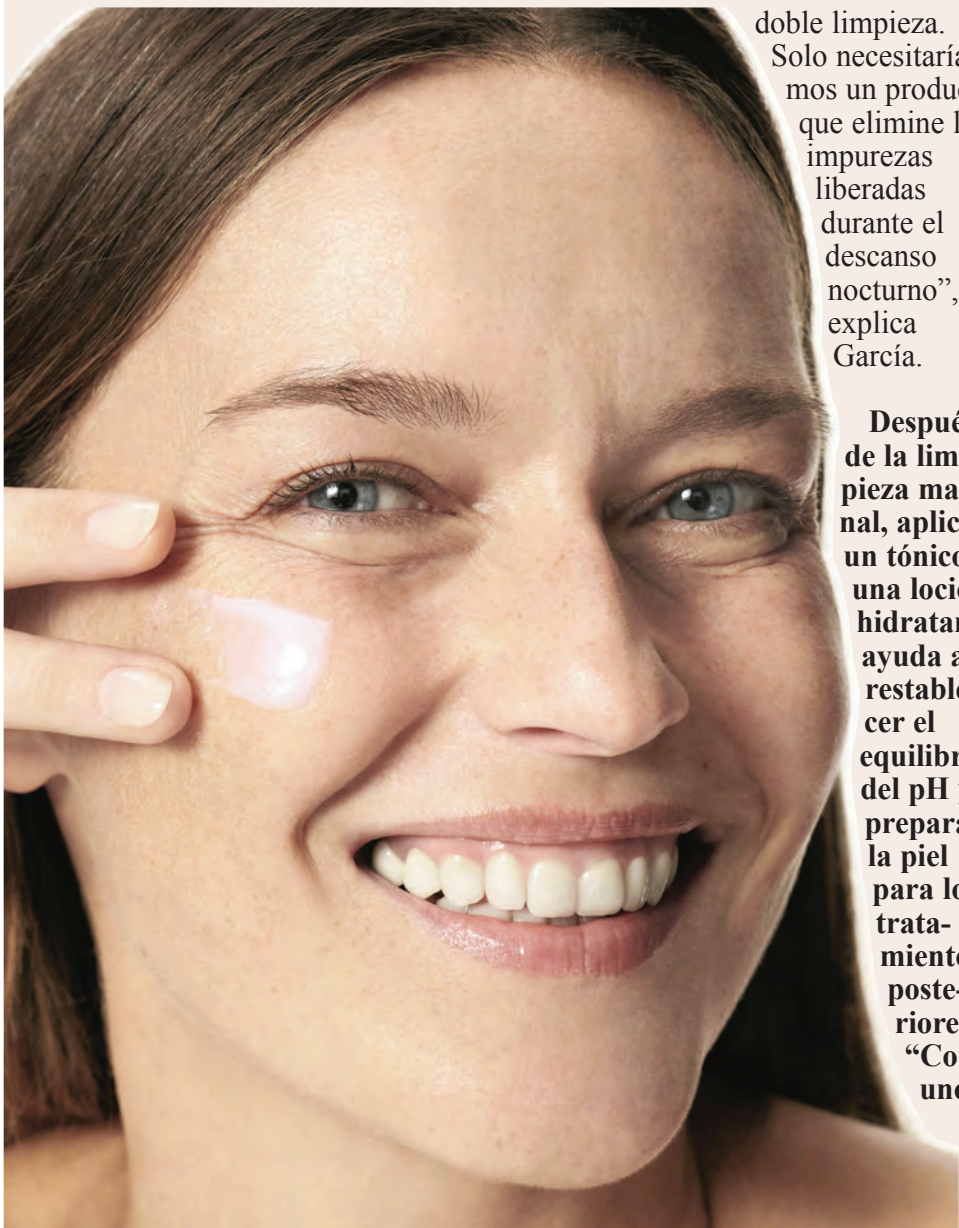 doble limpieza.
Solo necesitaría
mos un produc
que elimine l
impurezas
liberadas
durante el
descanso
nocturno”,
explica
García.
Despué
de la lim
pieza ma
nal, aplic
un tónico
una loci
hidratan
ayuda a
restable
cer el
equilibr
del pH
prepara
la piel
para lo
trata-
miento
poste-
riore
“Co
uno